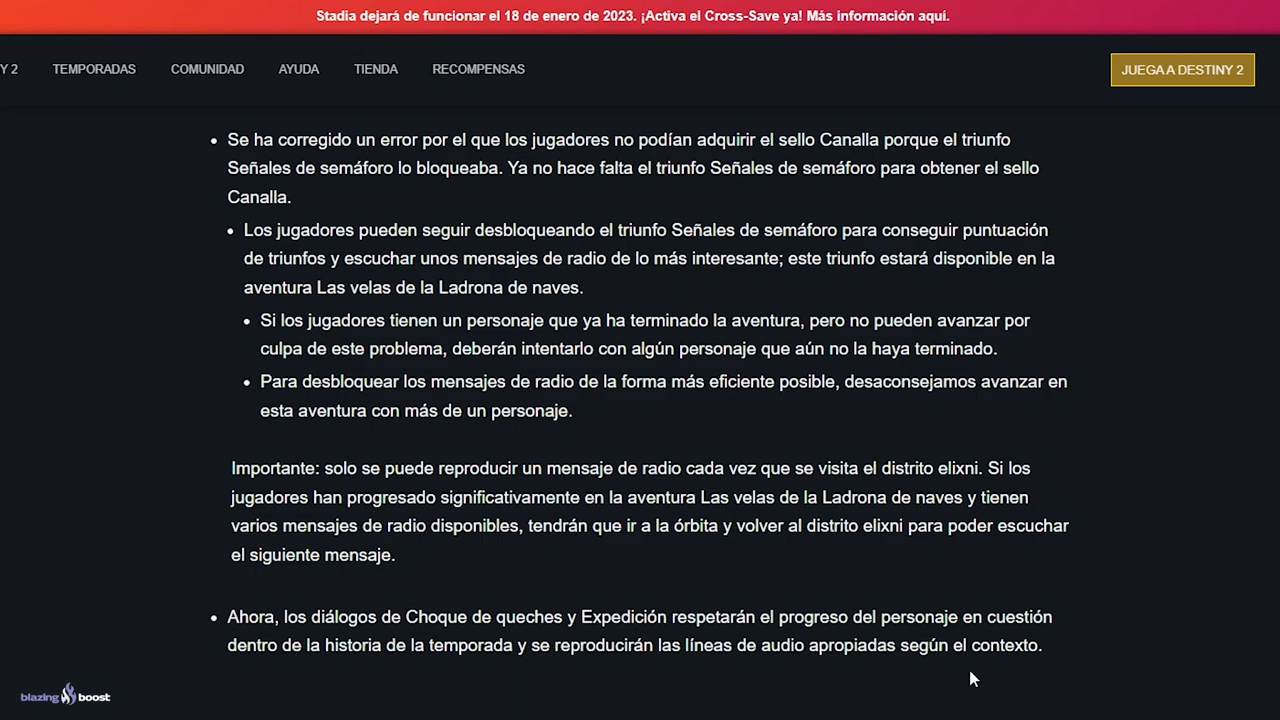 Stadia dejará de funcionar el 18 de enero de 2023. ¡Activa el Cross-Save ya! Más información aquí.
Y 2 TEMPORADAS COMUNIDAD AYUDA TIENDA RECOMPENSAS JUEGA A DESTINY 2
• Se ha corregido un error por el que los jugadores no podían adquirir el sello Canalla porque el triunfo
Señales de semáforo lo bloqueaba. Ya no hace falta el triunfo Señales de semáforo para obtener el sello
Canalla.
• Los jugadores pueden seguir desbloqueando el triunfo Señales de semáforo para conseguir puntuación
de triunfos y escuchar unos mensajes de radio de lo más interesante; este triunfo estará disponible en la
aventura Las velas de la Ladrona de naves.
• Si los jugadores tienen un personaje que ya ha terminado la aventura, pero no pueden avanzar por
culpa de este problema, deberán intentarlo con algún personaje que aún no la haya terminado.
• Para desbloquear los mensajes de radio de la forma más eficiente posible, desaconsejamos avanzar en
esta aventura con más de un personaje.
Importante: solo se puede reproducir un mensaje de radio cada vez que se visita el distrito elixni. Si los
jugadores han progresado significativamente en la aventura Las velas de la Ladrona de naves y tienen
varios mensajes de radio disponibles, tendrán que ir a la órbita y volver al distrito elixni para poder escuchar
el siguiente mensaje.
• Ahora, los diálogos de Choque de queches y Expedición respetarán el progreso del personaje en cuestión
dentro de la historia de la temporada y se reproducirán las líneas de audio apropiadas según el contexto.
blazing boost